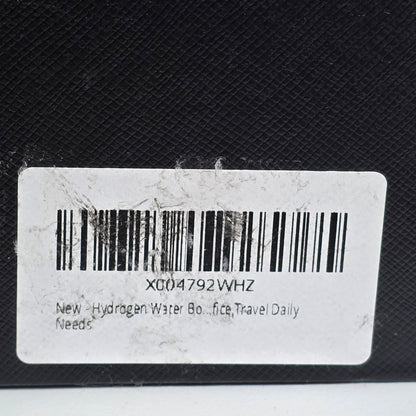 X004792WHZ
New - Hydrogen Water Bo...fice,Travel Daily
Needs